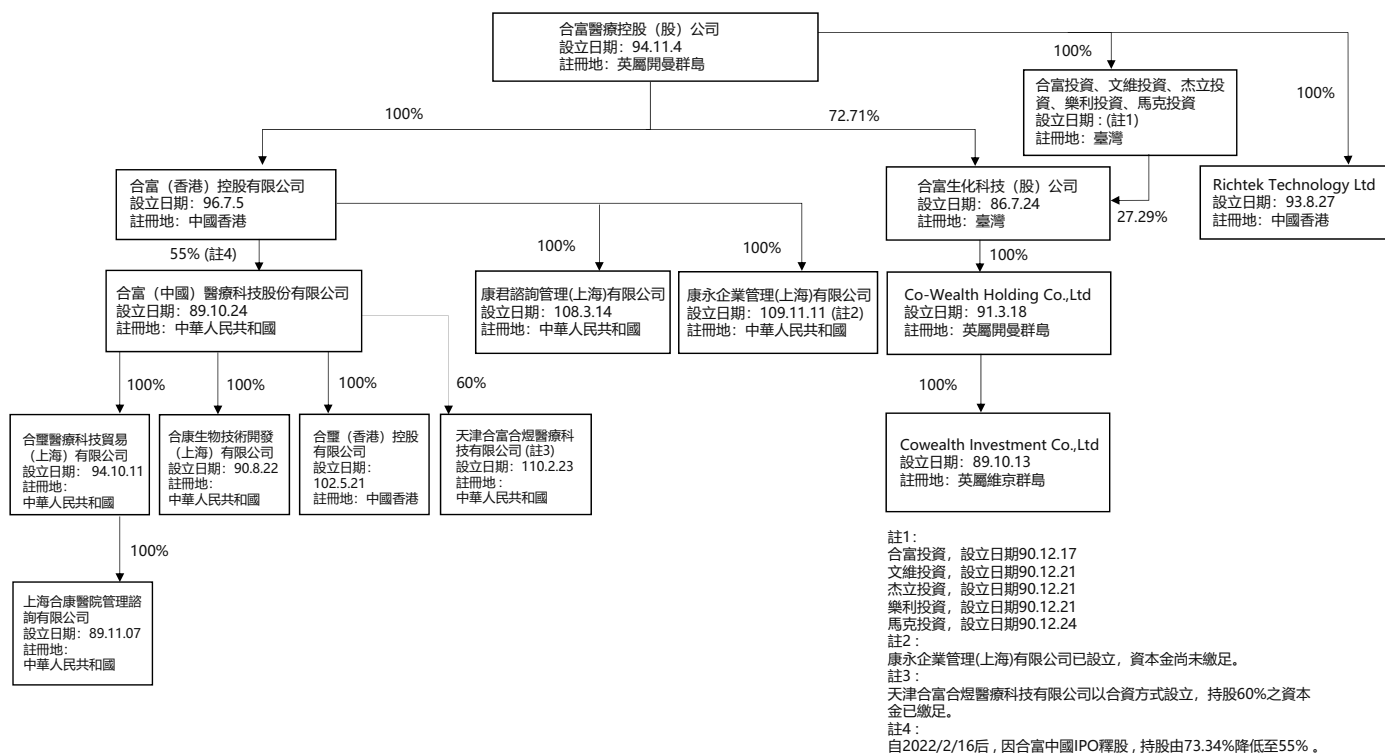 合富醫療控股（股）公司
設立日期：94.11.4
註冊地：英屬開曼群島
100%
72.71%
100%
100%
合富投資、文維投資、杰立投
資、樂利投資、馬克投資
設立日期 : (註1)
註冊地：臺灣
27.29%
合富（香港）控股有限公司
設立日期：96.7.5
註冊地：中國香港
合富生化科技（股）公司
設立日期：86.7.24
註冊地：臺灣
Richtek Technology Ltd
設立日期：93.8.27
註冊地：中國香港
55% (註4)
100%
100%
100%
合富（中國）醫療科技股份有限公司
設立日期：89.10.24
註冊地：中華人民共和國
康君諮詢管理(上海)有限公司
設立日期：108.3.14
註冊地：中華人民共和國
康永企業管理(上海)有限公司
設立日期：109.11.11 (註2)
註冊地：中華人民共和國
Co-Wealth Holding Co.,Ltd
設立日期：91.3.18
註冊地：英屬開曼群島
100%
100%
100%
60%
100%
合璽醫療科技貿易
（上海）有限公司
設立日期：94.10.11
註冊地：
中華人民共和國
合康生物技術開發
（上海）有限公司
設立日期：90.8.22
註冊地：
中華人民共和國
合璽（香港）控股
有限公司
設立日期：
102.5.21
註冊地：中國香港
天津合富合煜醫療科
技有限公司 (註3)
設立日期：110.2.23
註冊地 :
中華人民共和國
Cowealth Investment Co.,Ltd
設立日期：89.10.13
註冊地：英屬維京群島
100%
上海合康醫院管理諮
詢有限公司
設立日期：89.11.07
註冊地：
中華人民共和國
註1 :
合富投資，設立日期90.12.17
文維投資，設立日期90.12.21
杰立投資，設立日期90.12.21
樂利投資，設立日期90.12.21
馬克投資，設立日期90.12.24
註2 :
康永企業管理(上海)有限公司已設立，資本金尚未繳足。
註3 :
天津合富合煜醫療科技有限公司以合資方式設立，持股60%之資本
金已繳足。
註4 :
自2022/2/16后 , 因合富中國IPO釋股 , 持股由73.34%降低至55% 。